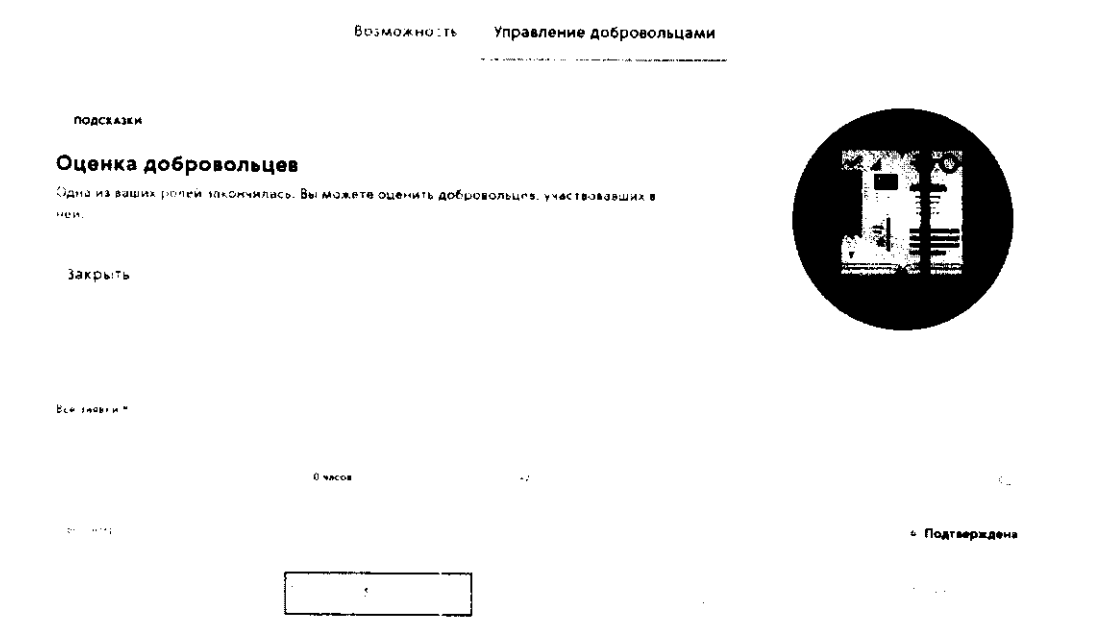 Возможность Управление добровольцами
ПОДСКАЗКИ
Оценка добровольцев
Одна из ваших ролей закончилась. Вы можете оценить добровольцев, участвовавших в
ней.
Закрыть
Все заявки
0 часов
Подтверждена